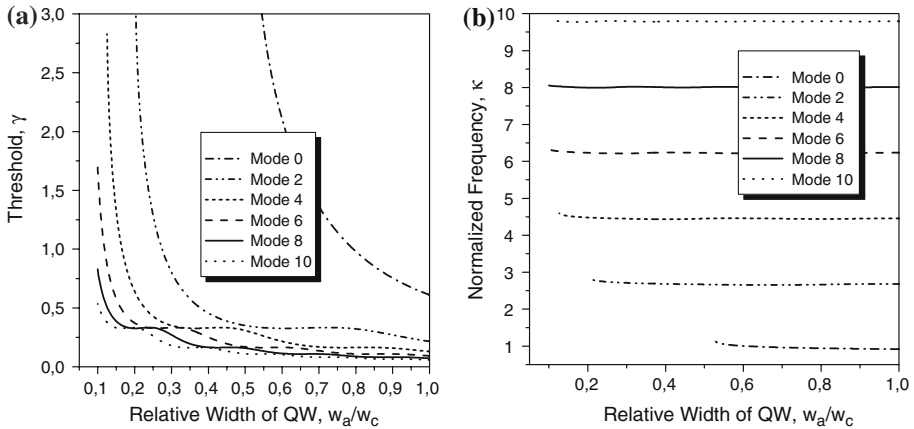 (a)
3,0
2,5
2,0
1,5
1,0
0,5
0,0
Threshold, γ
Mode 0
Mode 2
Mode 4
Mode 6
Mode 8
Mode 10
0,1 0,2 0,3 0,4 0,5 0,6 0,7 0,8 0,9 1,0
Relative Width of QW, wa/wc
(b)
10
9
8
7
6
5
4
3
2
1
Normalized Frequency, κ
Mode 0
Mode 2
Mode 4
Mode 6
Mode 8
Mode 10
0,2 0,4 0,6 0,8 1,0
Relative Width of QW, wa/wc